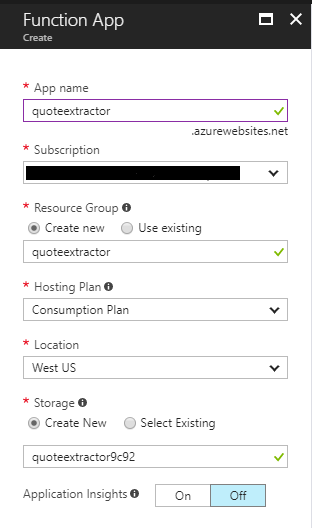 Function App
Create
* App name
quoteextractor
.azurewebsites.net
* Subscription
* Resource Group
Create new Use existing
quoteextractor
* Hosting Plan
Consumption Plan
* Location
West US
* Storage
Create New Select Existing
quoteextractor9c92
Application Insights On Off